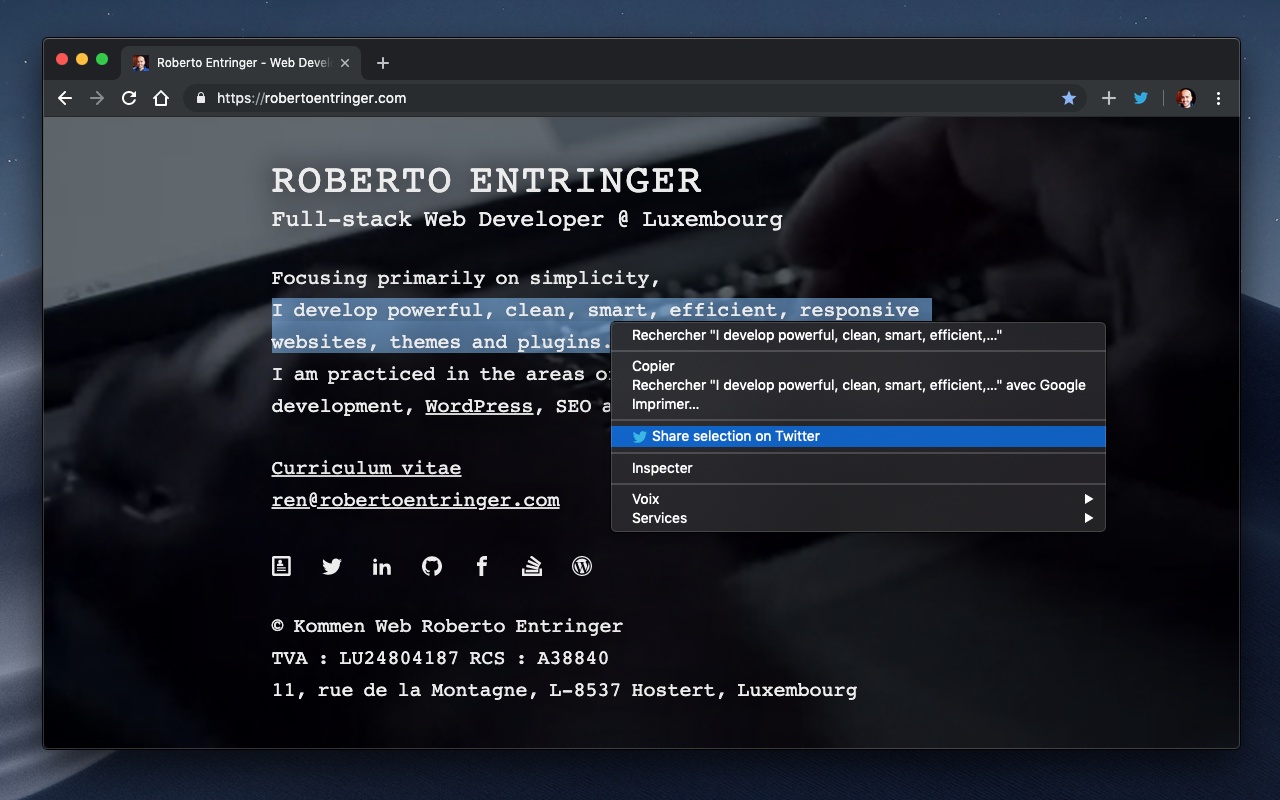 Roberto Entringer - Web Devel
https://robertoentringer.com
ROBERTO ENTRINGER
Full-stack Web Developer @ Luxembourg
Focusing primarily on simplicity,
I develop powerful, clean, smart, efficient, responsive
websites, themes and plugins.
I am practiced in the areas
development, WordPress, SEO
Rechercher "I develop powerful, clean, smart, efficient,..."
Copier
Rechercher "I develop powerful, clean, smart, efficient,..." avec Google
Imprimer...
Share selection on Twitter
Inspecter
Voix
Services
Curriculum vitae
ren@robertoentringer.com
© Kommen Web Roberto Entringer
TVA : LU24804187 RCS : A38840
11, rue de la Montagne, L-8537 Hostert, Luxembourg